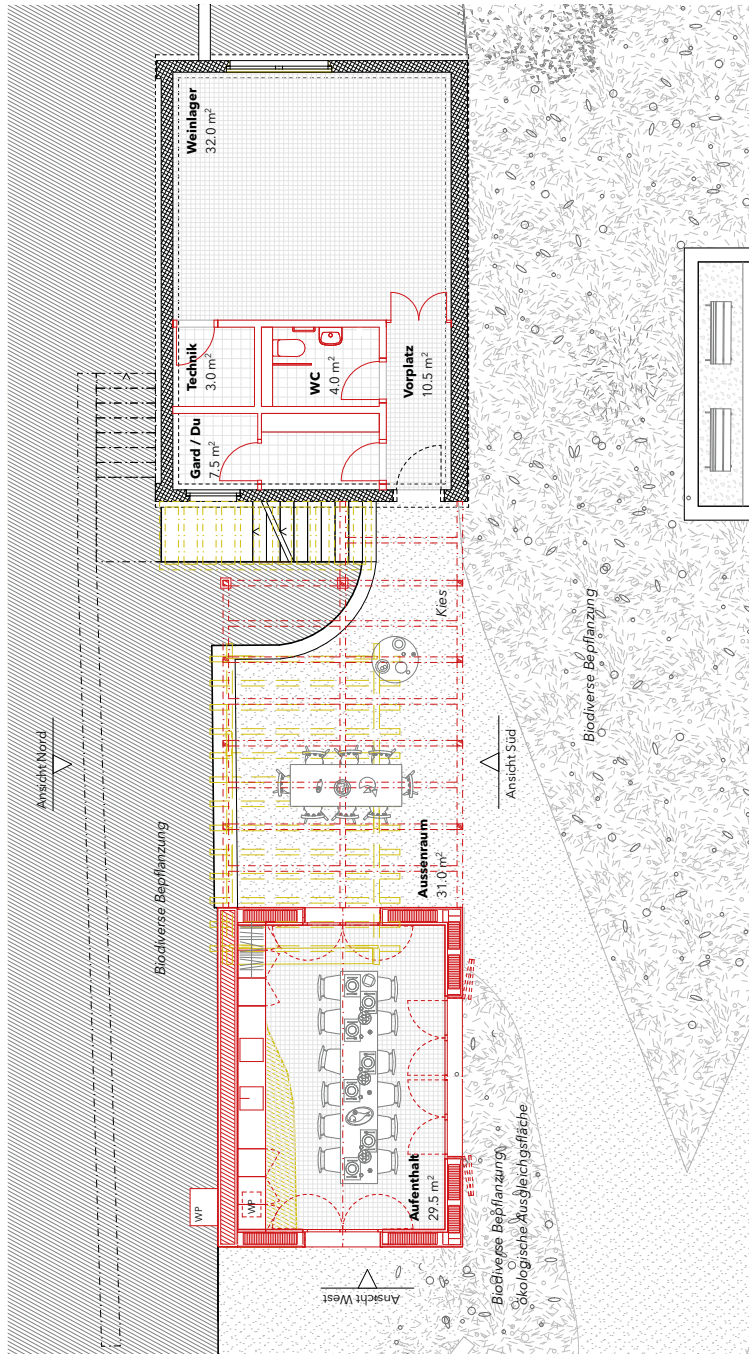 Weinlager
32.0 m²
Technik
3.0 m²
WC
4.0 m²
Vorplatz
10.5 m²
Gard / Du
7.5 m²
Kies
Biodiverse Bepflanzung
Ansicht Nord
Ansicht Süd
Biodiverse Bepflanzung
Aussenraum
31.0 m²
Aufenthalt
29.5 m²
WP
WP
Biodiverse Bepflanzung
ökologische Ausgleichgsfläche
Ansicht West